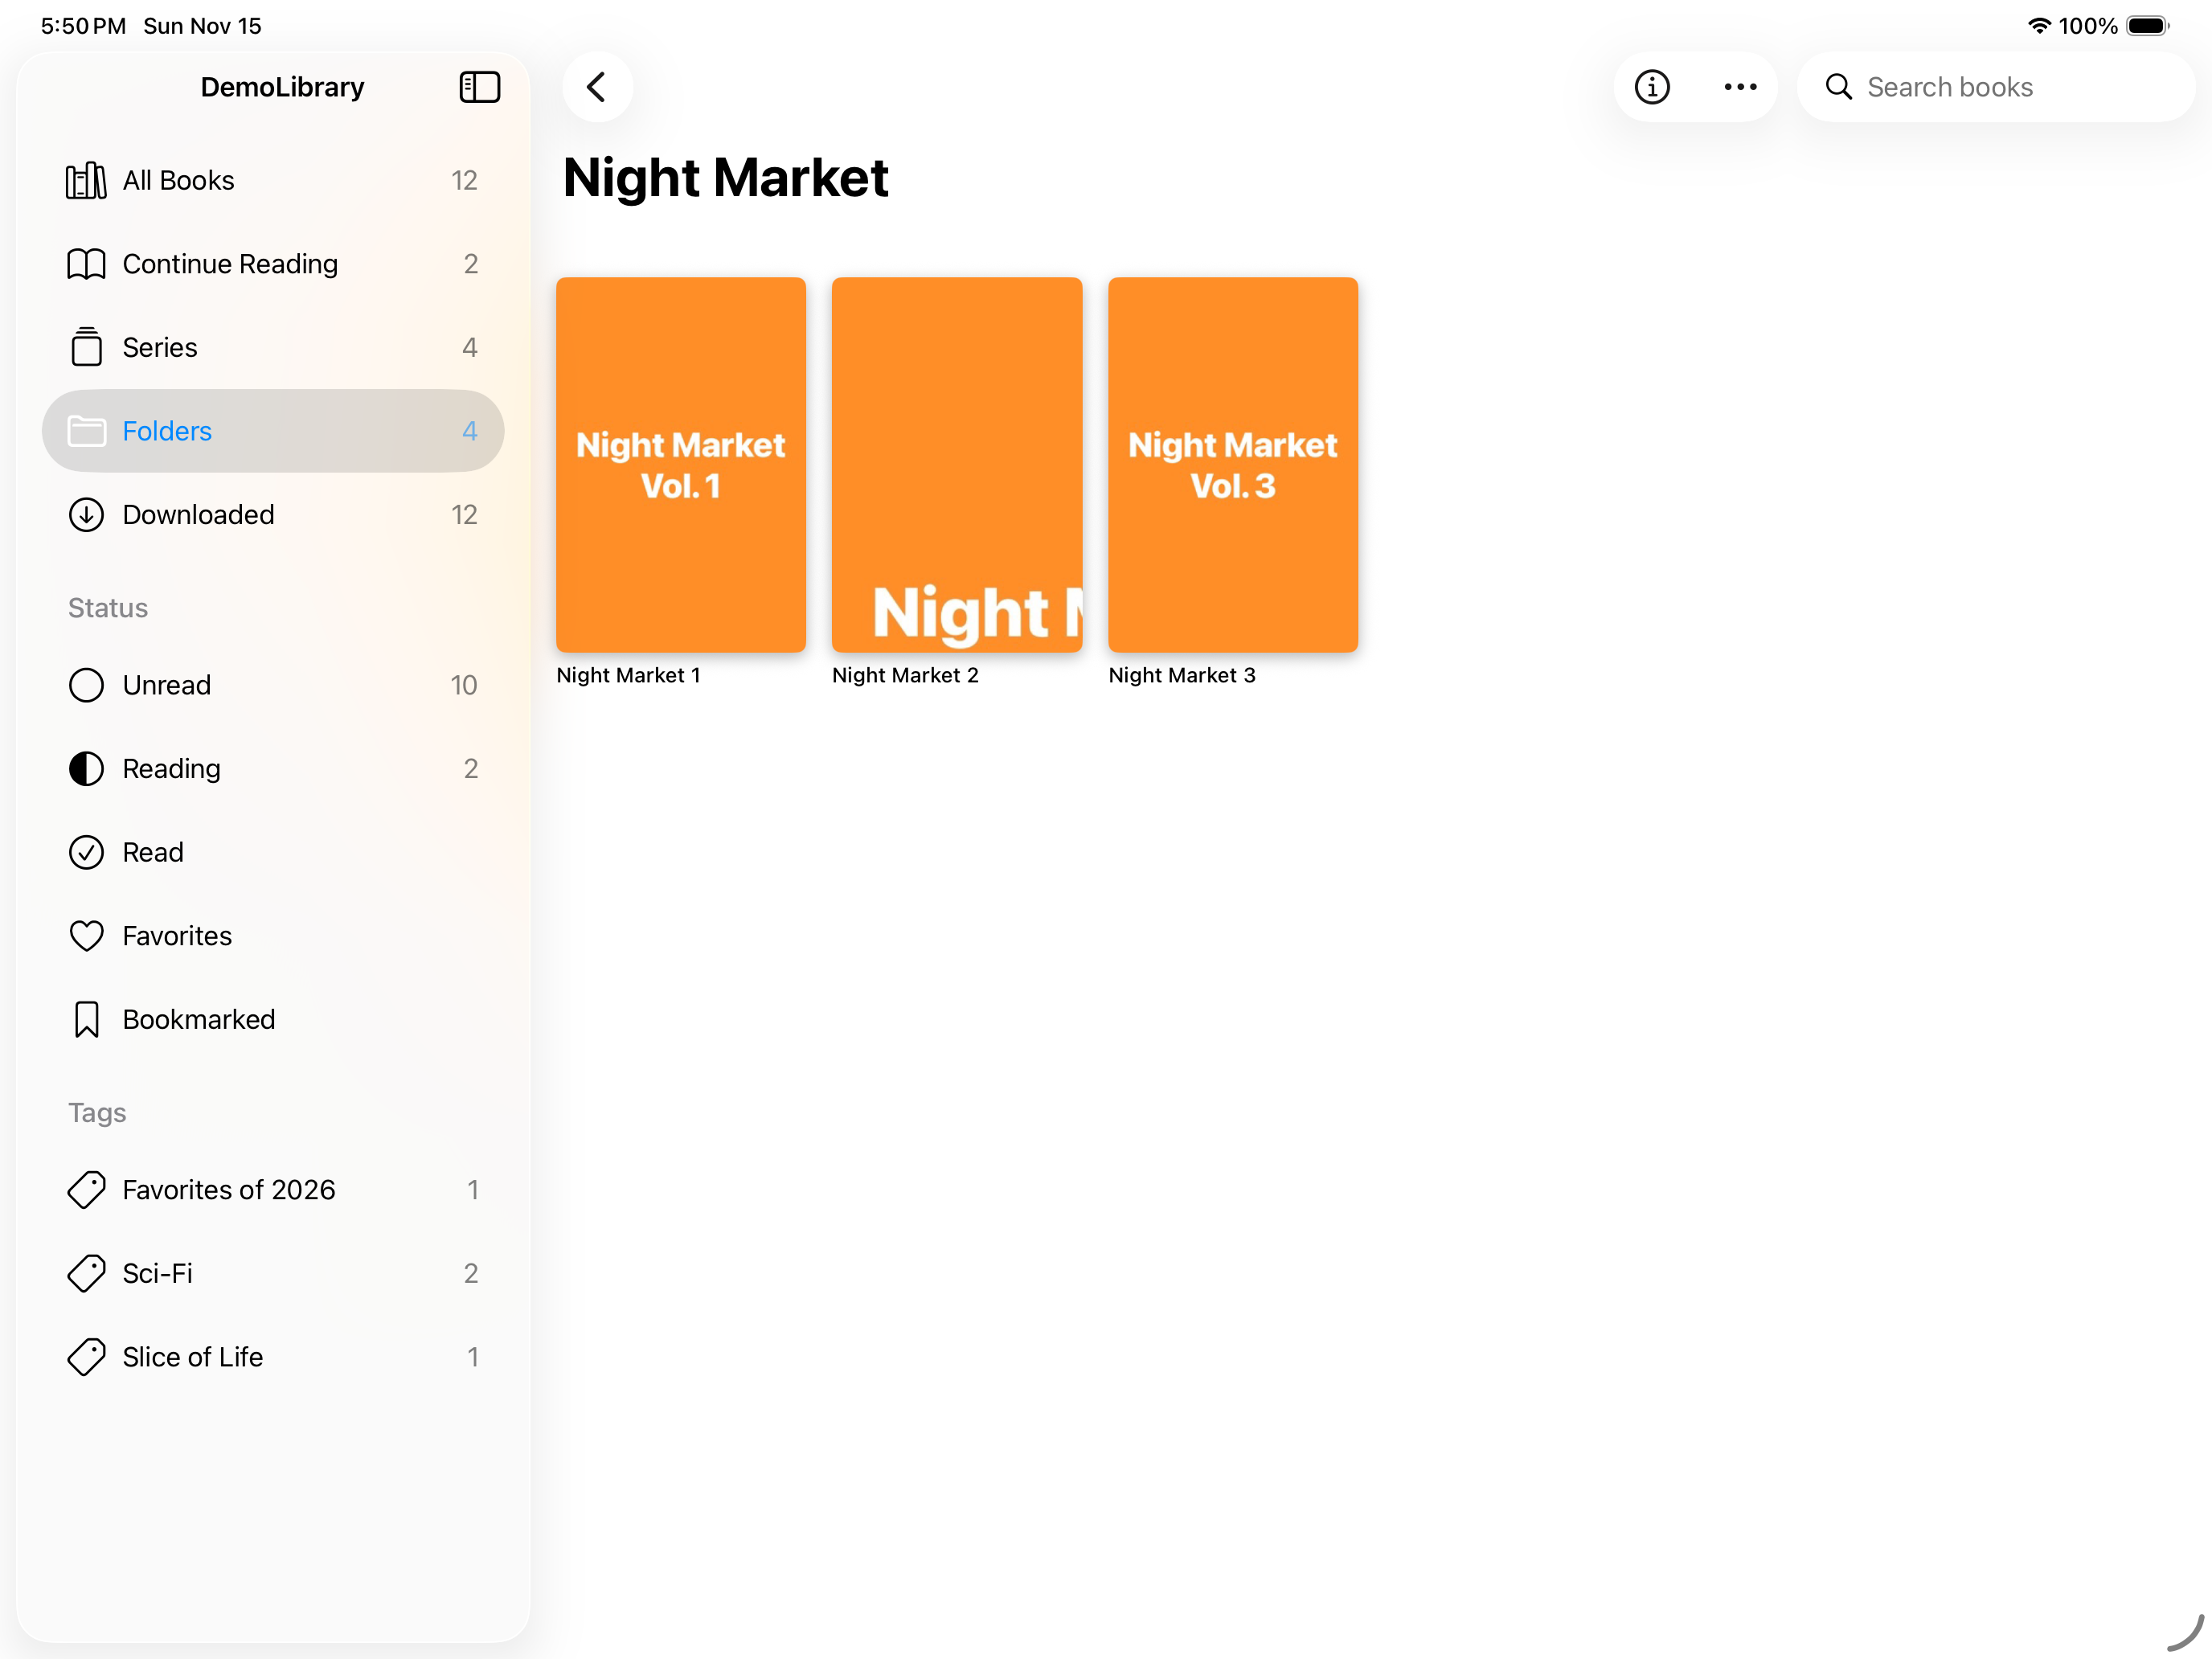 5:50 PM Sun Nov 15
100%
DemoLibrary
Search books
All Books 12
Continue Reading 2
Series 4
Folders 4
Downloaded 12
Status
Unread 10
Reading 2
Read
Favorites
Bookmarked
Tags
Favorites of 2026 1
Sci-Fi 2
Slice of Life 1
Night Market
Night Market
Vol. 1
Night Market 1
Night M
Night Market 2
Night Market
Vol. 3
Night Market 3